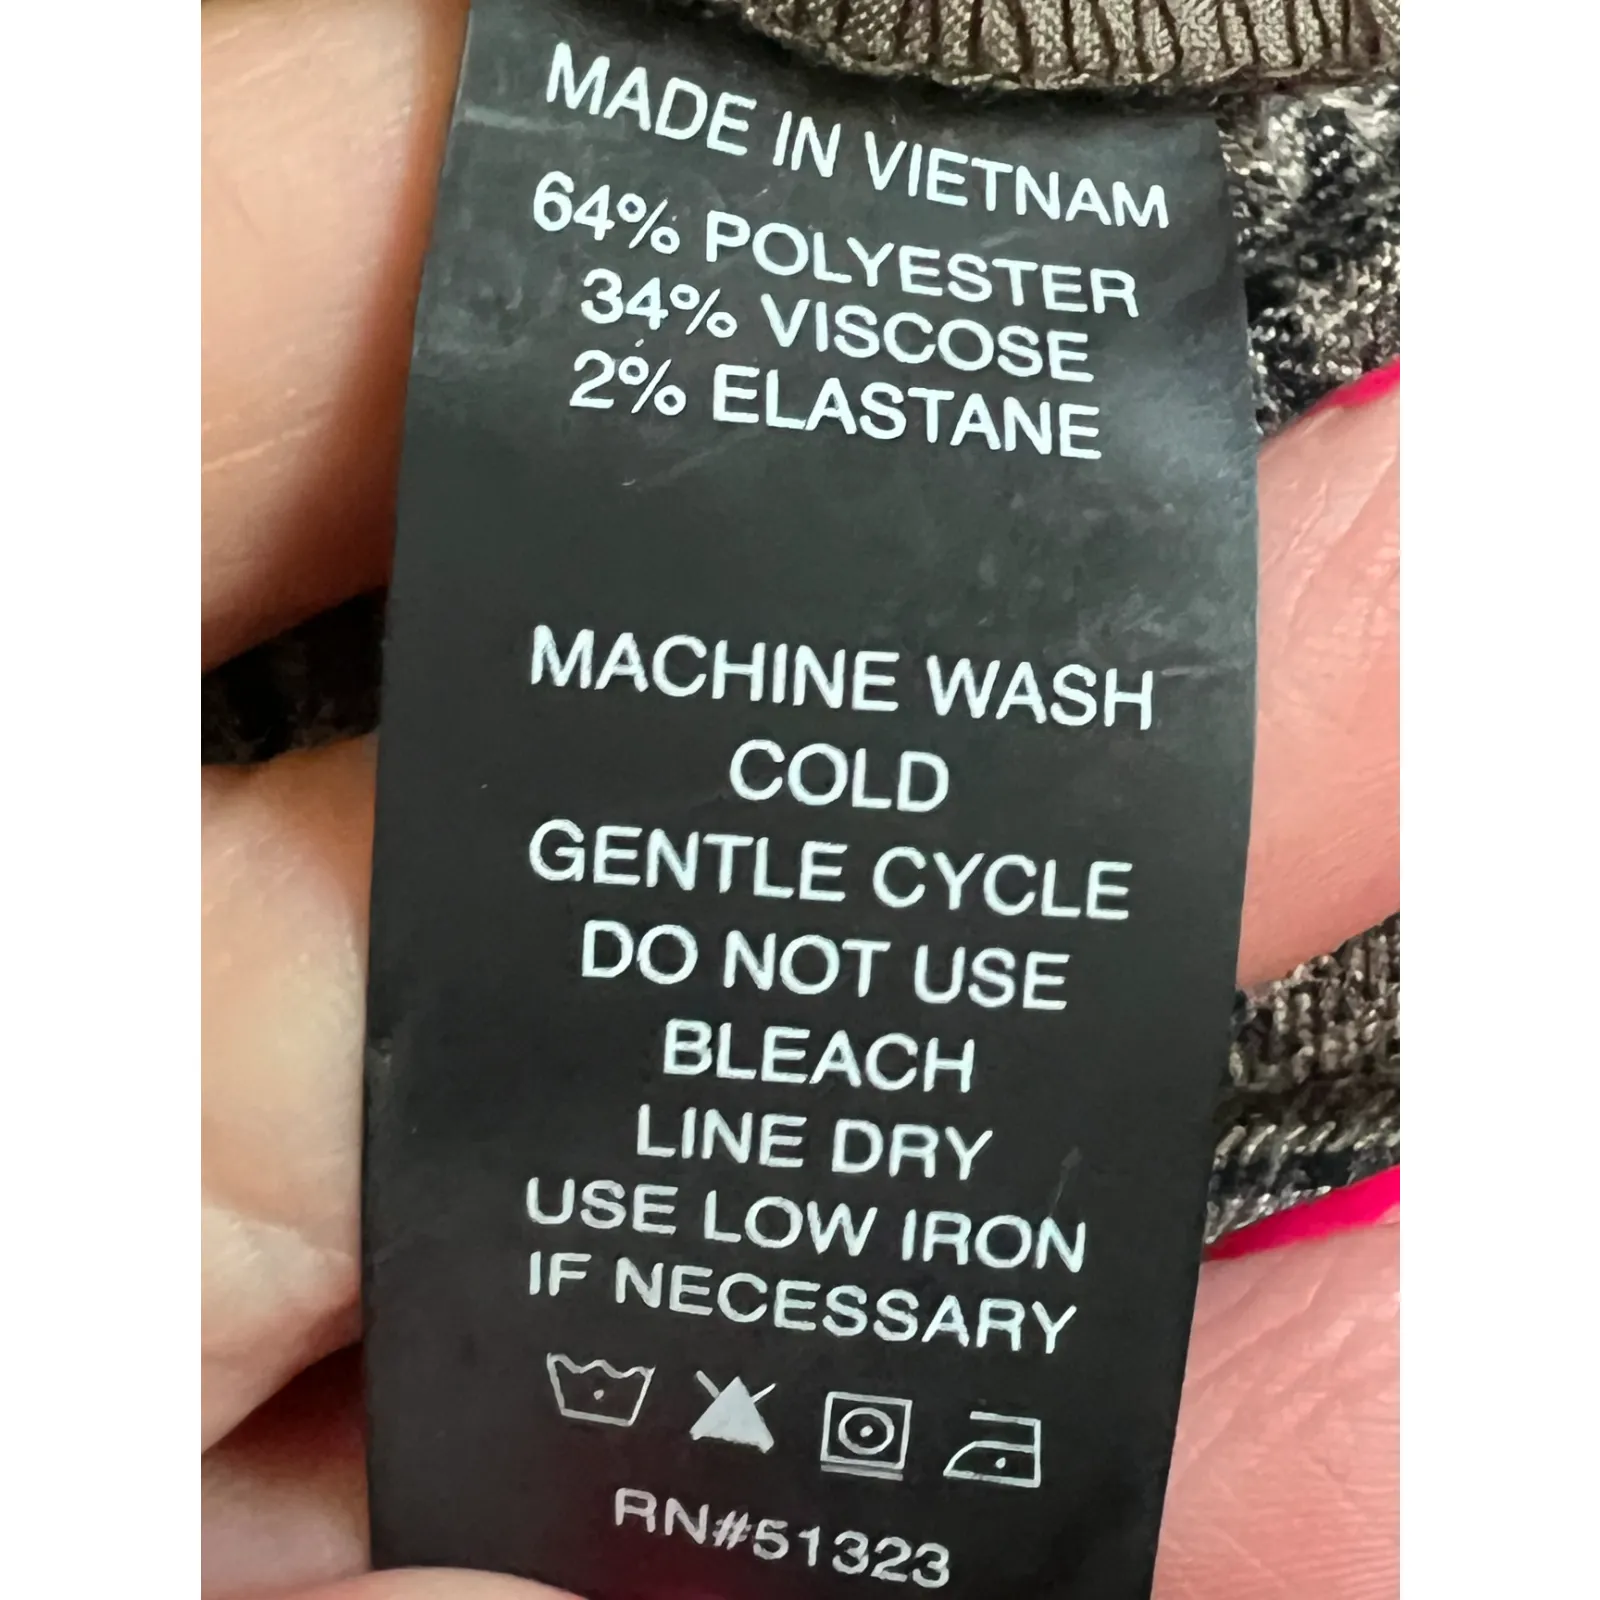 MADE IN VIETNAM
64% POLYESTER
34% VISCOSE
2% ELASTANE
MACHINE WASH
COLD
GENTLE CYCLE
DO NOT USE
BLEACH
LINE DRY
USE LOW IRON
IF NECESSARY
RN#51323